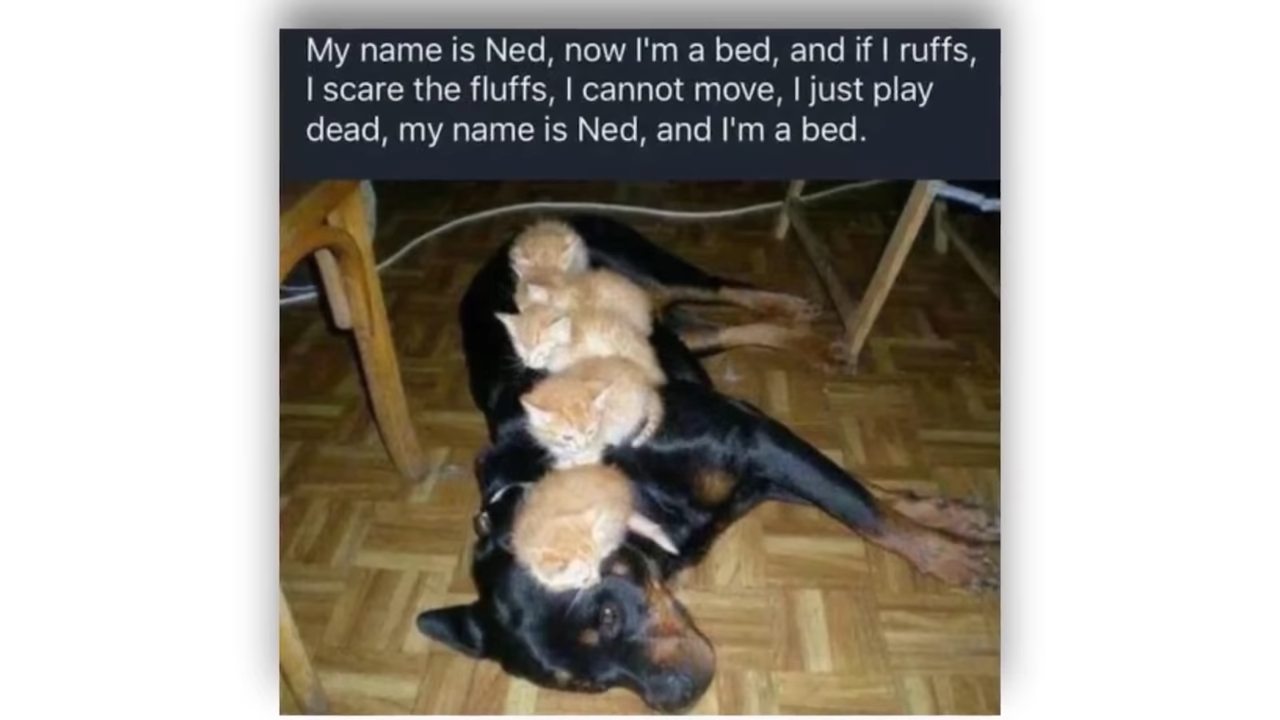 My name is Ned, now I'm a bed, and if I ruffs,
I scare the fluffs, I cannot move, I just play
dead, my name is Ned, and I'm a bed.